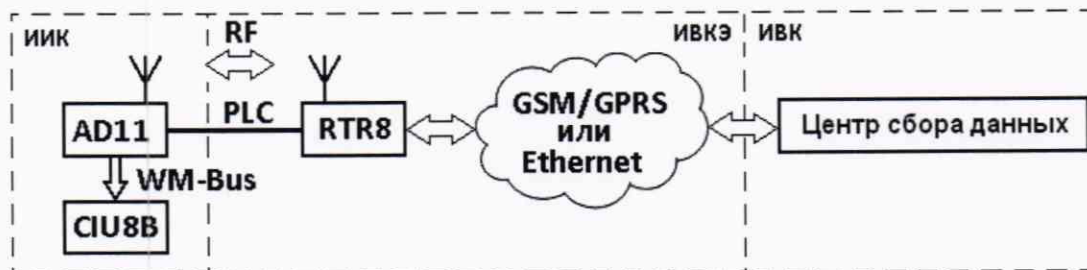 ИИК
RF
ИВКЭ
ИВК
AD11
PLC
RTR8
GSM/GPRS
или
Ethernet
Центр сбора данных
WM-Bus
CIU8B